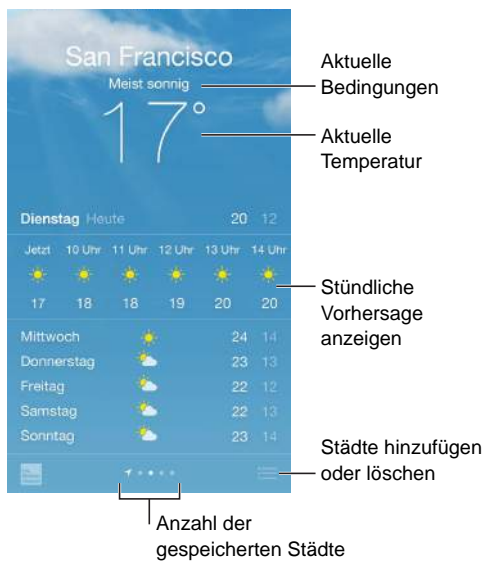 San Francisco
Meist sonnig
17°
Aktuelle
Bedingungen
Aktuelle
Temperatur
Dienstag Heute 20 12
Jetzt 10 Uhr 11 Uhr 12 Uhr 13 Uhr 14 Uhr
17 18 18 19 20 20
Stündliche
Vorhersage
anzeigen
Mittwoch 24 14
Donnerstag 23 13
Freitag 22 12
Samstag 22 13
Sonntag 23 14
Städte hinzufügen
oder löschen
Anzahl der
gespeicherten Städte